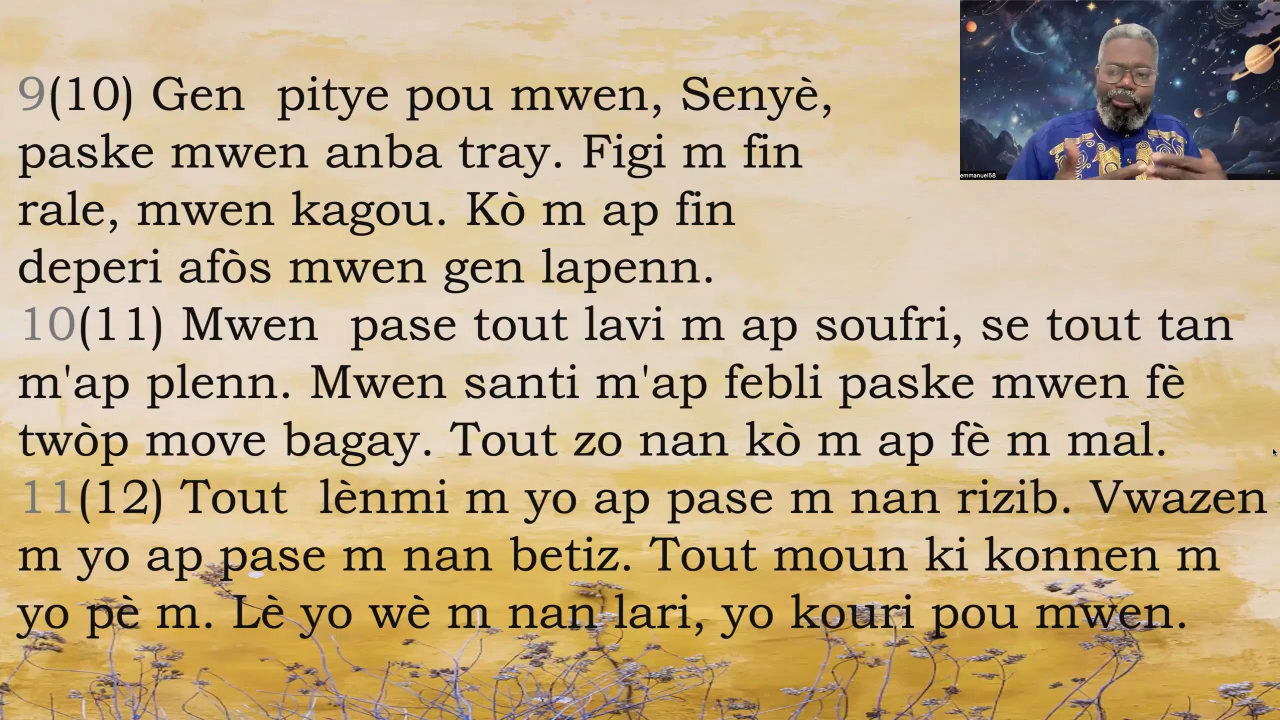 9(10) Gen  pitye pou mwen, Senyè,
paske mwen anba tray. Figi m fin
rale, mwen kagou. Kò m ap fin
deperi afòs mwen gen lapenn.
10(11) Mwen  pase tout lavi m ap soufri, se tout tan
m'ap plenn. Mwen santi m'ap febli paske mwen fè
twòp move bagay. Tout zo nan kò m ap fè m mal.
11(12) Tout  lènmi m yo ap pase m nan rizib. Vwazen
m yo ap pase m nan betiz. Tout moun ki konnen m
yo pè m. Lè yo wè m nan lari, yo kouri pou mwen.
emmanuel58